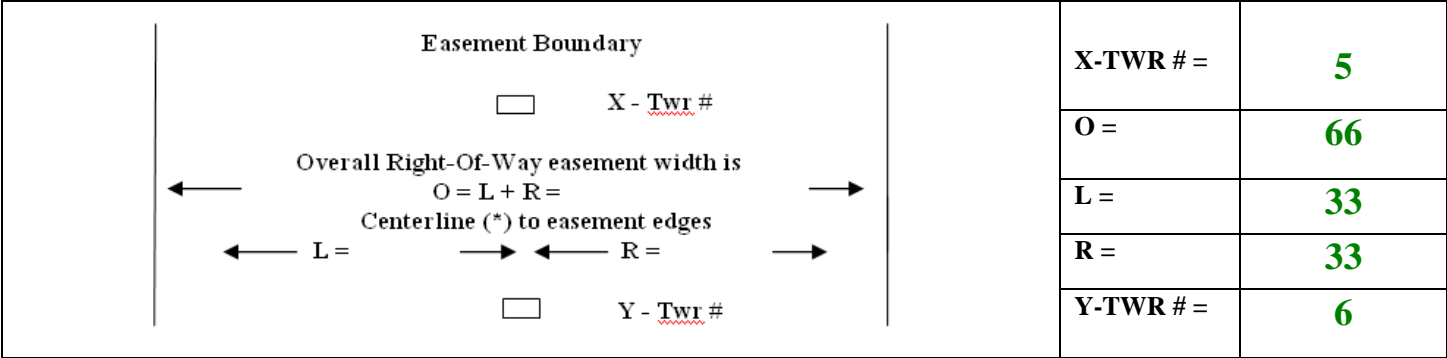 Easement Boundary
X - Twr #
Overall Right-Of-Way easement width is
O = L + R =
Centerline (*) to easement edges
L =
R =
Y - Twr #
X-TWR # =
5
O =
66
L =
33
R =
33
Y-TWR # =
6